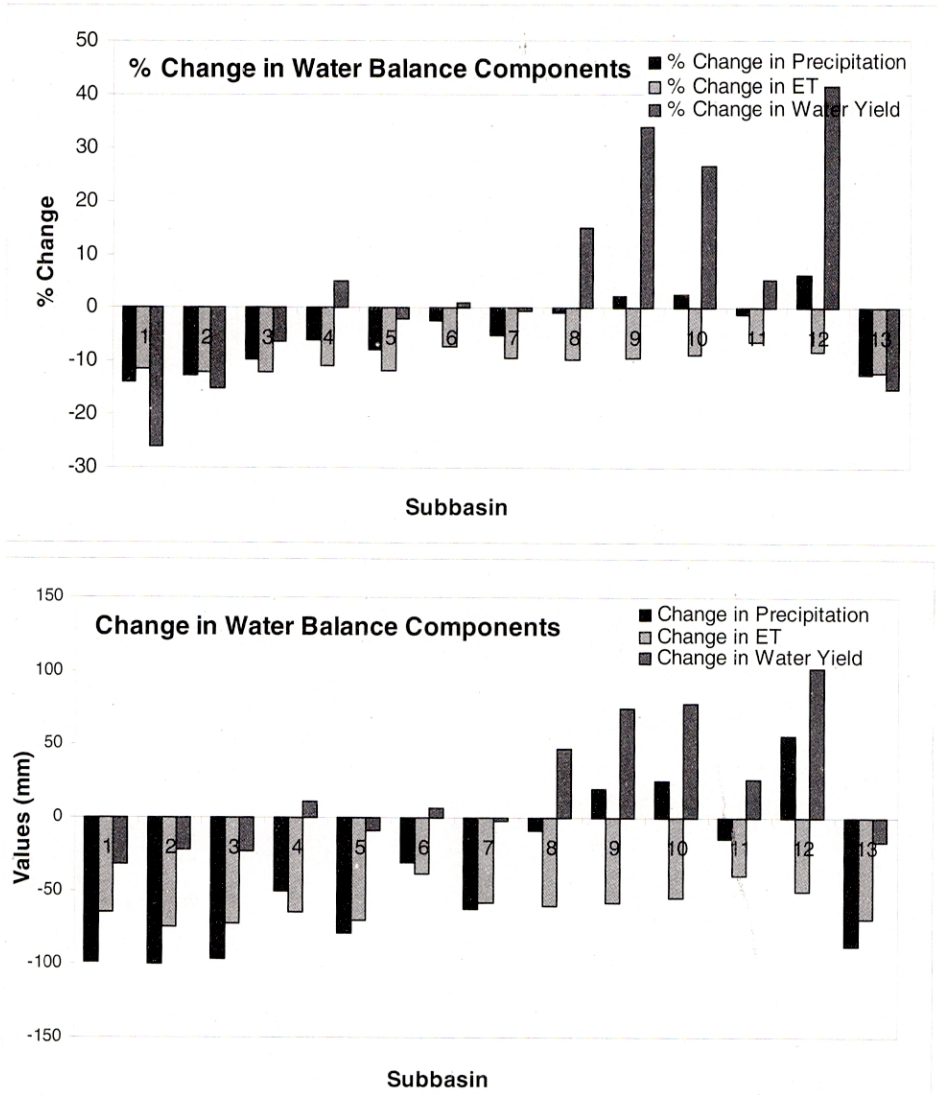 % Change in Water Balance Components
% Change in Precipitation
% Change in ET
% Change in Water Yield
50
40
30
20
10
0
-10
-20
-30
% Change
1 2 3 4 5 6 7 8 9 10 11 12 13
Subbasin
Change in Water Balance Components
Change in Precipitation
Change in ET
Change in Water Yield
150
100
50
0
-50
-100
-150
Values (mm)
1 2 3 4 5 6 7 8 9 10 11 12 13
Subbasin